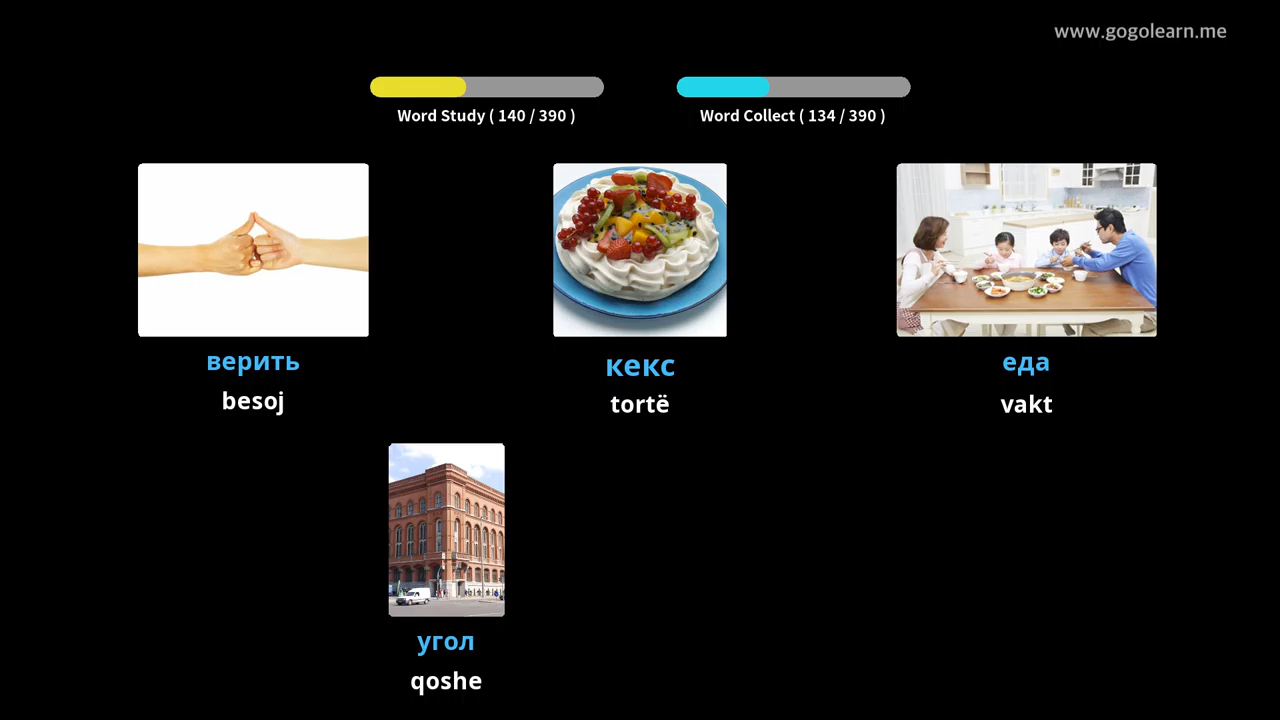 www.gogolearn.me
Word Study ( 140 / 390 )
Word Collect ( 134 / 390 )
верить
besoj
кекс
tortë
еда
vakt
угол
qoshe